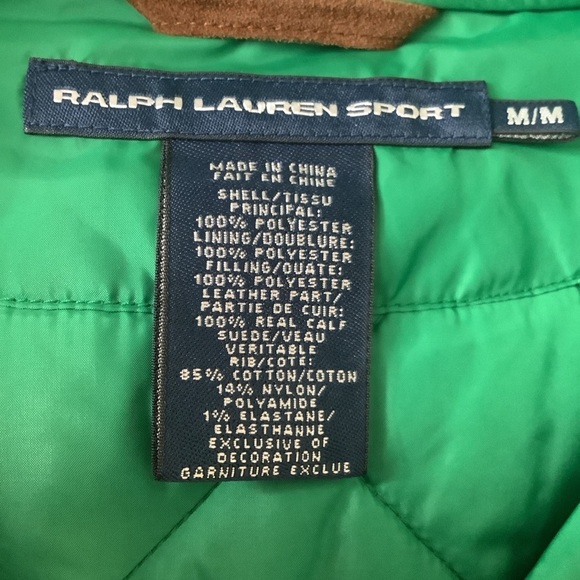 RALPH LAUREN SPORT
M/M
MADE IN CHINA
FAIT EN CHINE
SHELL/TISSU
PRINCIPAL:
100% POLYESTER
LINING/DOUBLURE:
100% POLYESTER
FILLING/OUATE:
100% POLYESTER
LEATHER PART/
PARTIE DE CUIR:
100% REAL CALF
SUEDE/VEAU
VERITABLE
RIB/COTE:
85% COTTON/COTON
14% NYLON/
POLYAMIDE
1% ELASTANE/
ELASTHANNE
EXCLUSIVE OF
DECORATION
GARNITURE EXCLUE